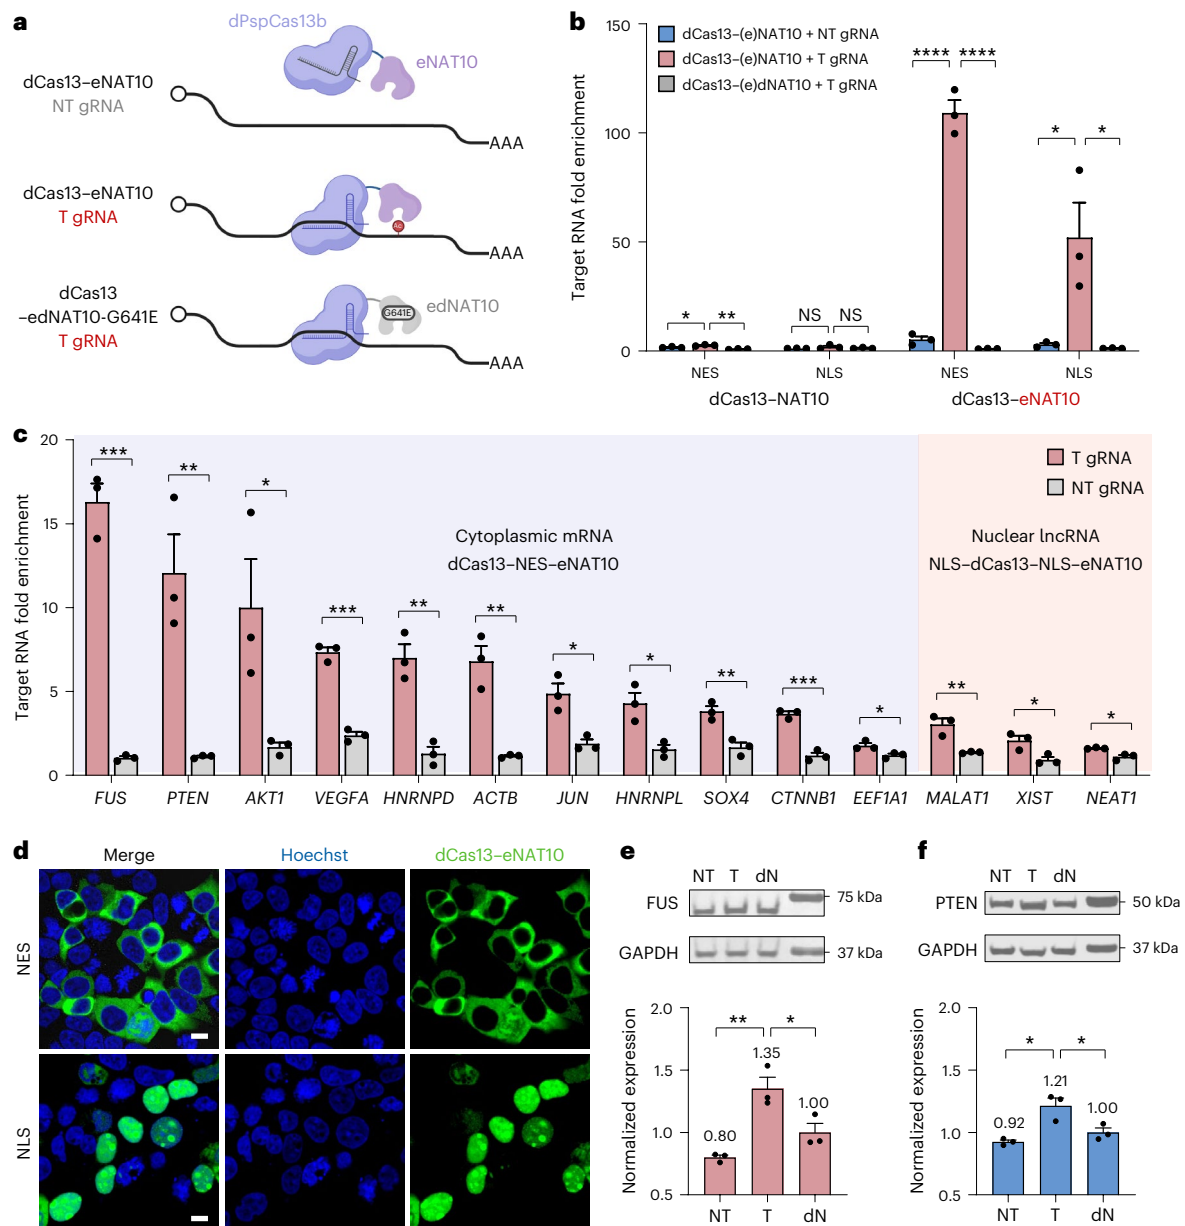 a
dPspCas13b
eNAT10
dCas13–eNAT10
NT gRNA
AAA
dCas13–eNAT10
T gRNA
Ac
AAA
dCas13
–edNAT10-G641E
T gRNA
G641E
edNAT10
AAA
b
Target RNA fold enrichment
150
100
50
0
dCas13–(e)NAT10 + NT gRNA
dCas13–(e)NAT10 + T gRNA
dCas13–(e)dNAT10 + T gRNA
**** ****
* *
* **
NS NS
NES NLS NES NLS
dCas13–NAT10 dCas13–eNAT10
c
Target RNA fold enrichment
20
15
10
5
0
T gRNA
NT gRNA
Cytoplasmic mRNA
dCas13–NES–eNAT10
Nuclear lncRNA
NLS–dCas13–NLS–eNAT10
*** ** * *** ** ** * * ** *** * ** * *
FUS PTEN AKT1 VEGFA HNRNPD ACTB JUN HNRNPL SOX4 CTNNB1 EEF1A1 MALAT1 XIST NEAT1
d
Merge Hoechst dCas13–eNAT10
NES
NLS
e
NT T dN
FUS 75 kDa
GAPDH 37 kDa
Normalized expression
2.0
1.5
1.0
0.5
** *
0.80 1.35 1.00
NT T dN
f
NT T dN
PTEN 50 kDa
GAPDH 37 kDa
Normalized expression
2.0
1.5
1.0
0.5
* *
0.92 1.21 1.00
NT T dN